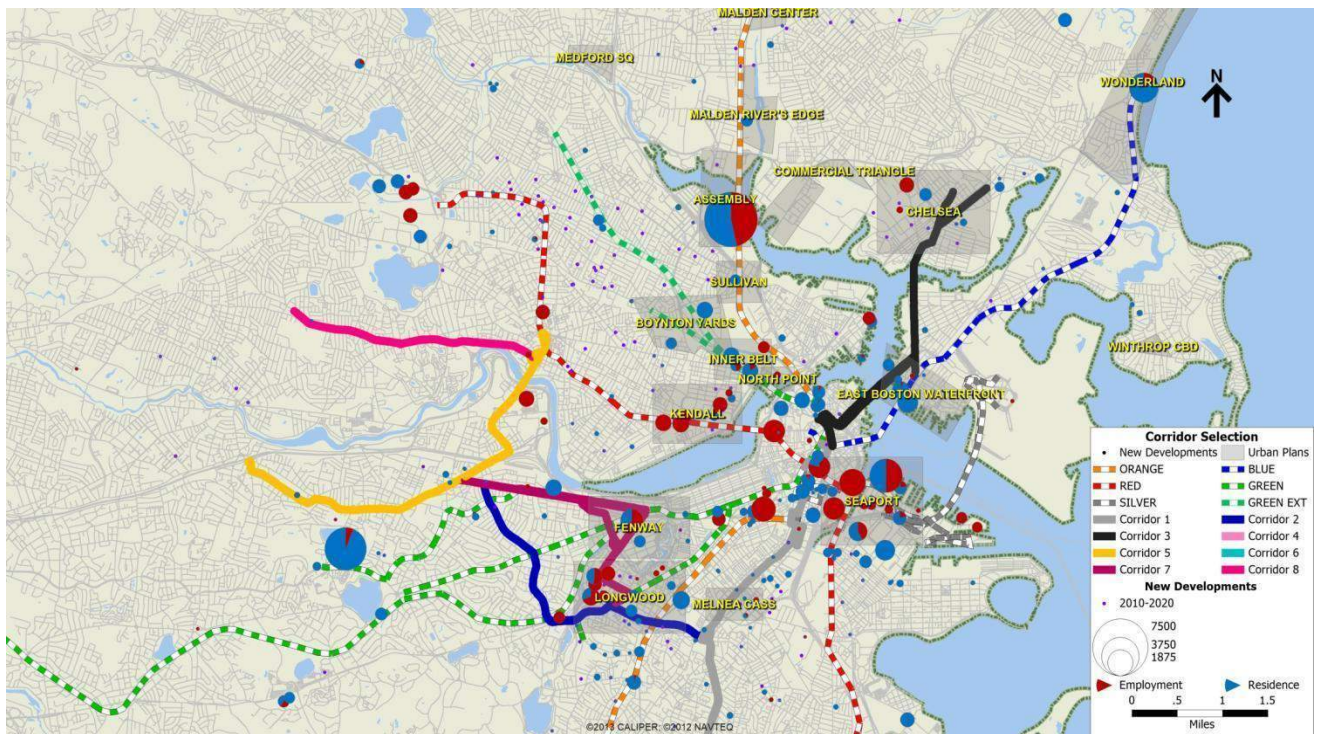 MALDEN CENTER
MEDFORD SQ
WONDERLAND
N
MALDEN RIVER'S EDGE
COMMERCIAL TRIANGLE
ASSEMBLY
CHELSEA
SULLIVAN
BOYNTON YARDS
WINTHROP CBD
INNER BELT
NORTH POINT
EAST BOSTON WATERFRONT
KENDALL
SEAPORT
FENWAY
LONGWOOD
MELNEA CASS
Corridor Selection
New Developments Urban Plans
ORANGE BLUE
RED GREEN
SILVER GREEN EXT
Corridor 1 Corridor 2
Corridor 3 Corridor 4
Corridor 5 Corridor 6
Corridor 7 Corridor 8
New Developments
2010-2020
7500
3750
1875
Employment Residence
0 .5 1 1.5
Miles
©2013 CALIPER; ©2012 NAVTEQ